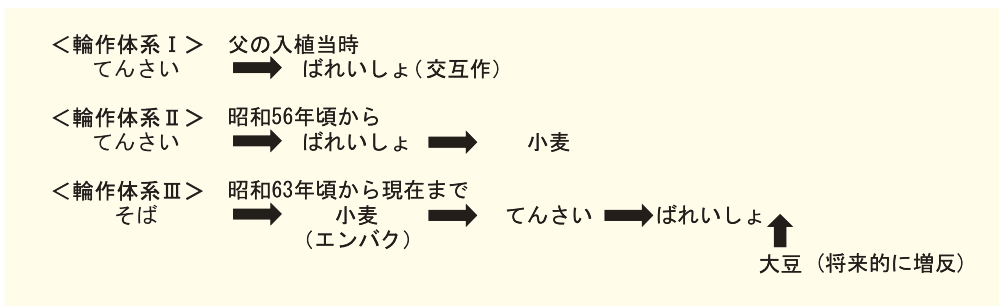 ＜輪作体系Ⅰ＞ 父の入植当時
てんさい ➡ ばれいしょ（交互作）
＜輪作体系Ⅱ＞ 昭和56年頃から
てんさい ➡ ばれいしょ ➡ 小麦
＜輪作体系Ⅲ＞ 昭和63年頃から現在まで
そば ➡ 小麦 ➡ てんさい ➡ ばれいしょ
（エンバク）
大豆（将来的に増反）